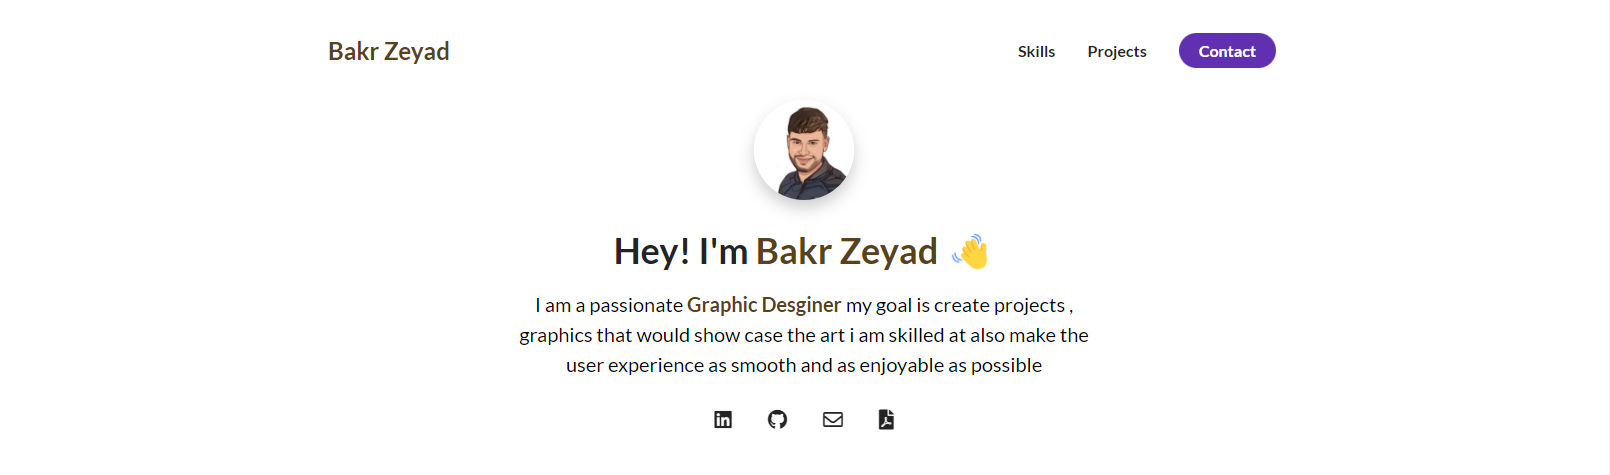 Bakr Zeyad
Skills
Projects
Contact
Hey! I'm Bakr Zeyad
I am a passionate Graphic Desginer my goal is create projects ,
graphics that would show case the art i am skilled at also make the
user experience as smooth and as enjoyable as possible
in